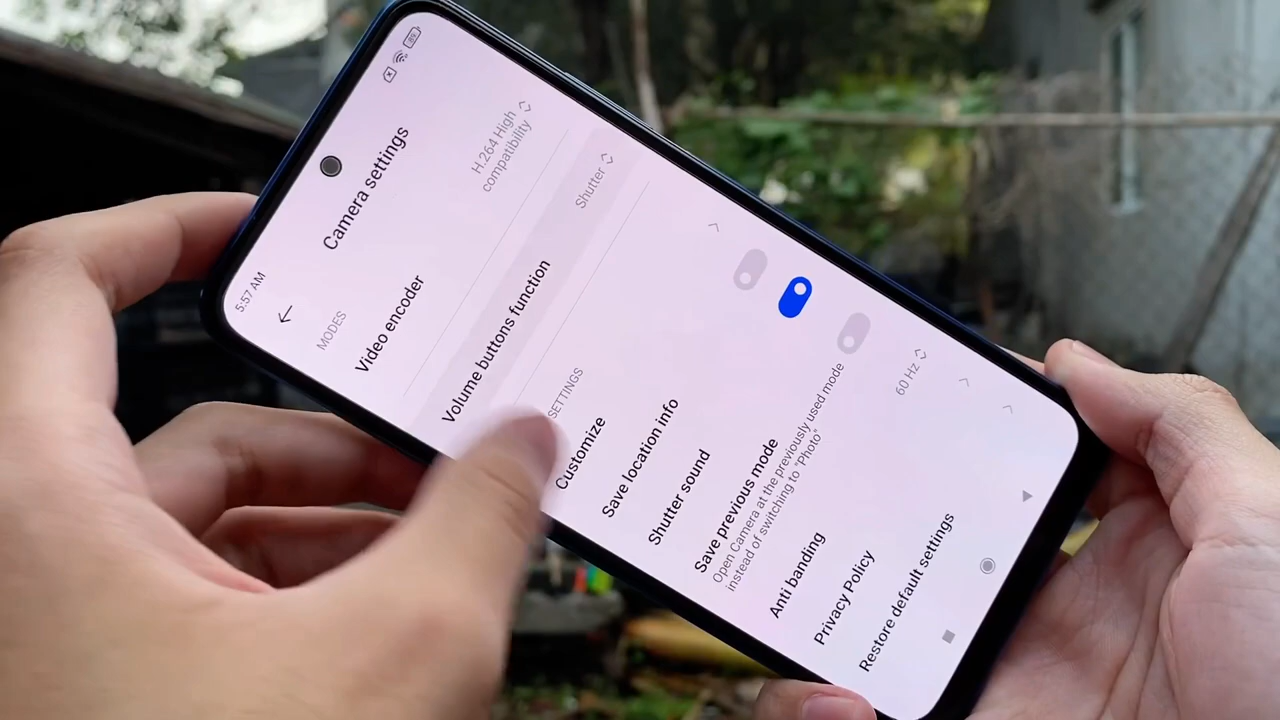 5:57 AM
85
Camera settings
MODES
Video encoder
H.264 High
compatibility
Volume buttons function
Shutter
SETTINGS
Customize
Save location info
Shutter sound
Save previous mode
Open Camera at the previously used mode
instead of switching to "Photo"
Anti banding
60 Hz
Privacy Policy
Restore default settings